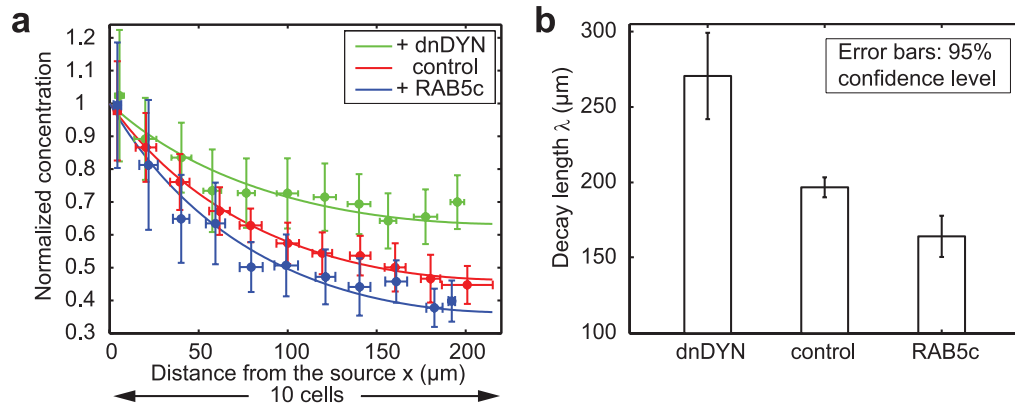 a
Normalized concentration
1.2
1.1
1
0.9
0.8
0.7
0.6
0.5
0.4
0.3
+ dnDYN
control
+ RAB5c
0
50
100
150
200
Distance from the source x (μm)
10 cells
b
Decay length λ (μm)
300
250
200
150
100
Error bars: 95%
confidence level
dnDYN
control
RAB5c